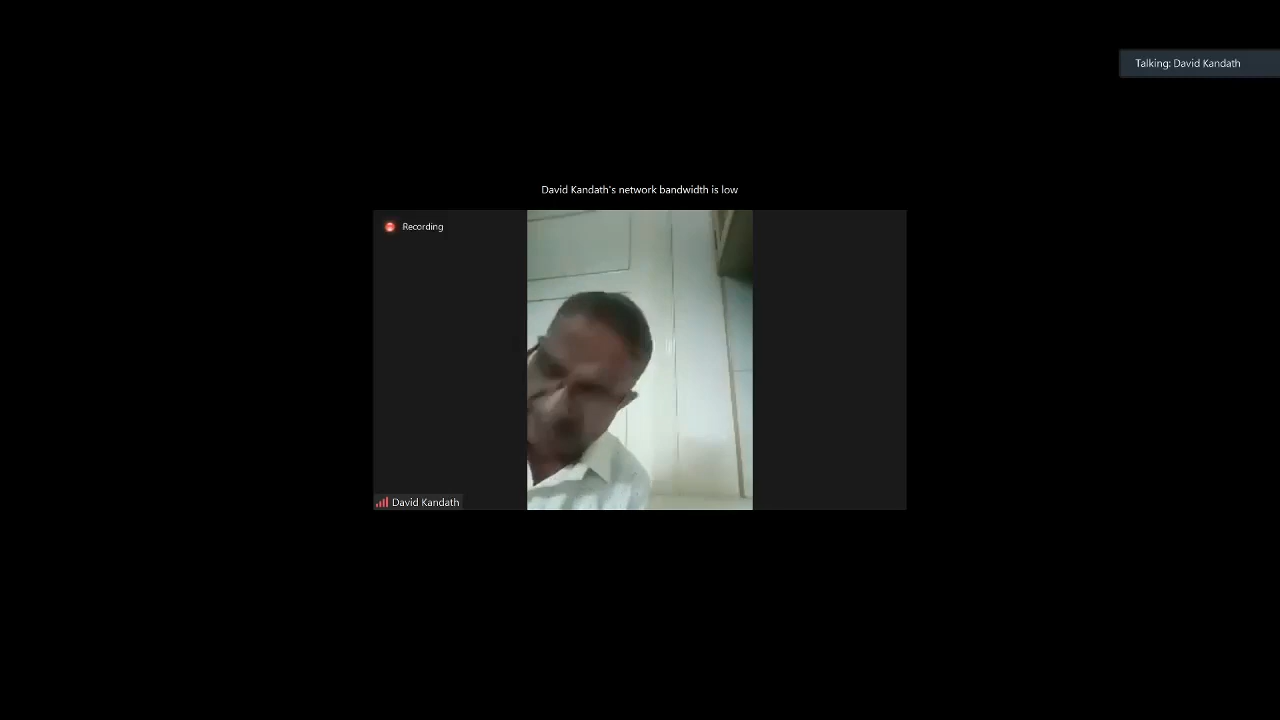 Talking: David Kandath
David Kandath's network bandwidth is low
Recording
David Kandath